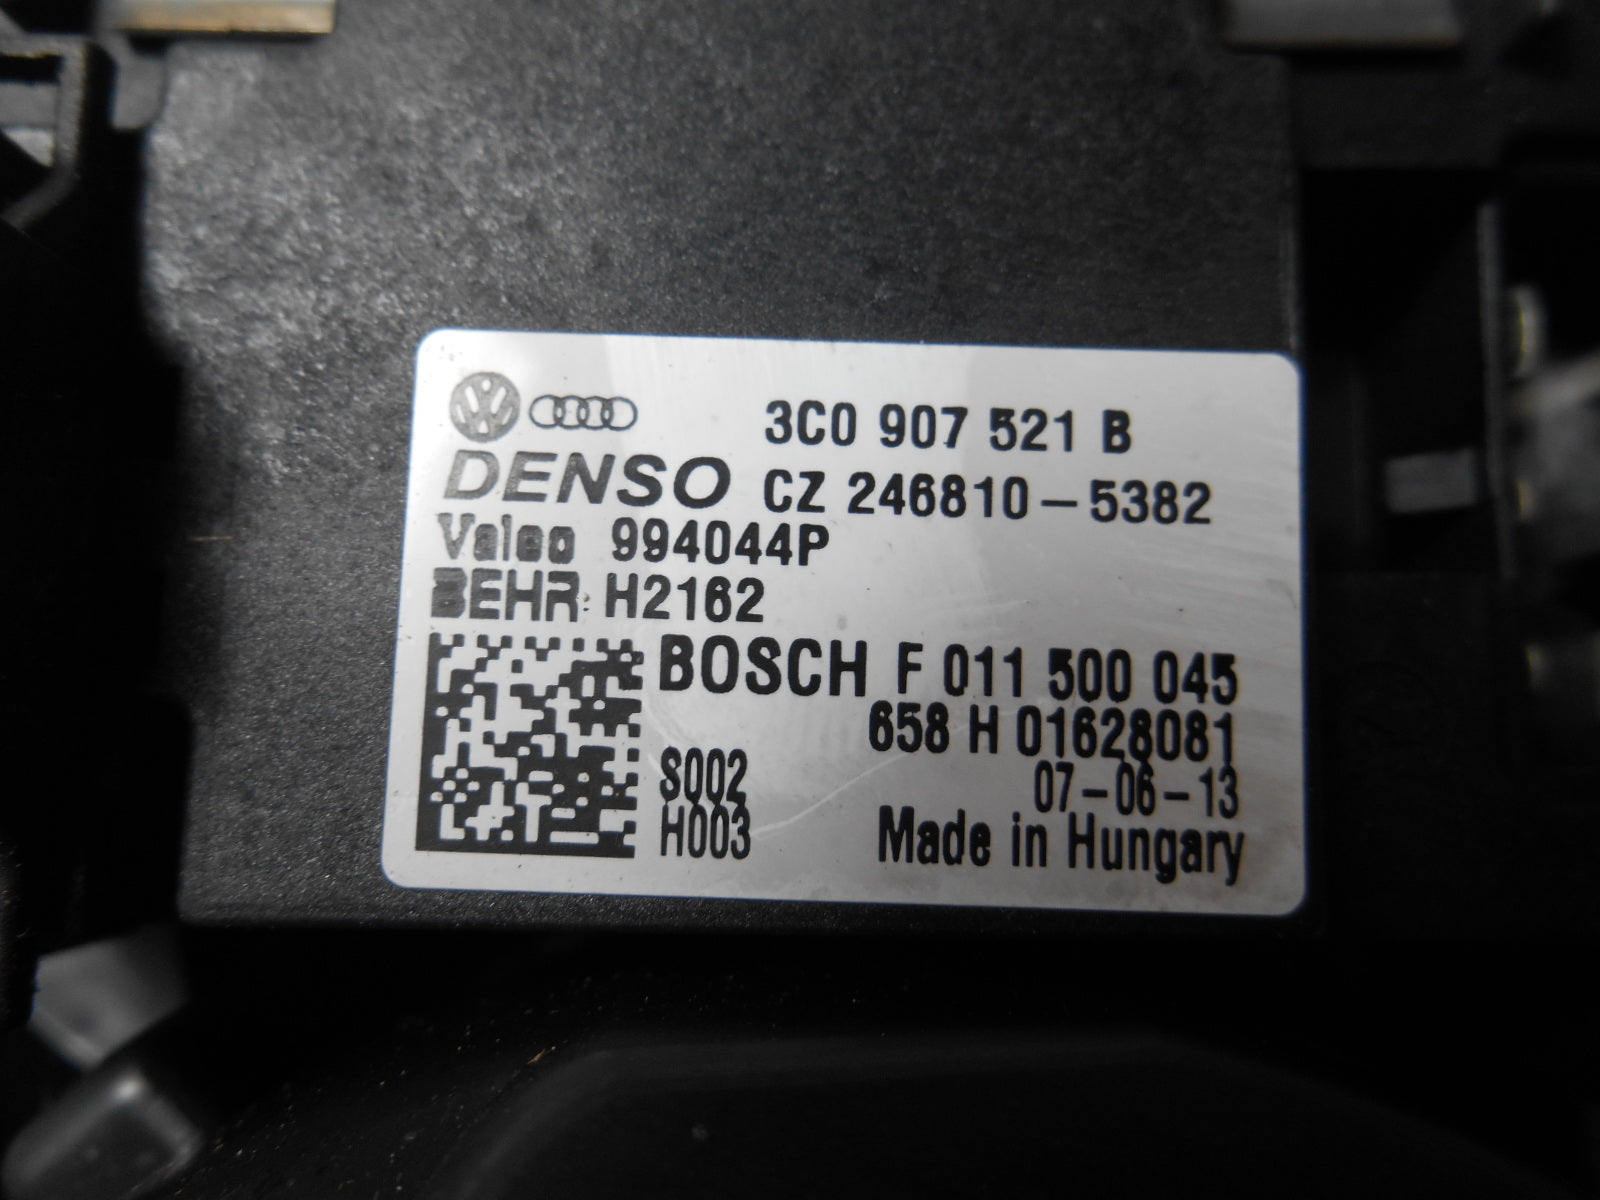 3C0 907 521 B
DENSO CZ 246810-5382
Valeo 994044P
BEHR H2162
BOSCH F 011 500 045
658 H 01628081
S002 07-06-13
H003 Made in Hungary